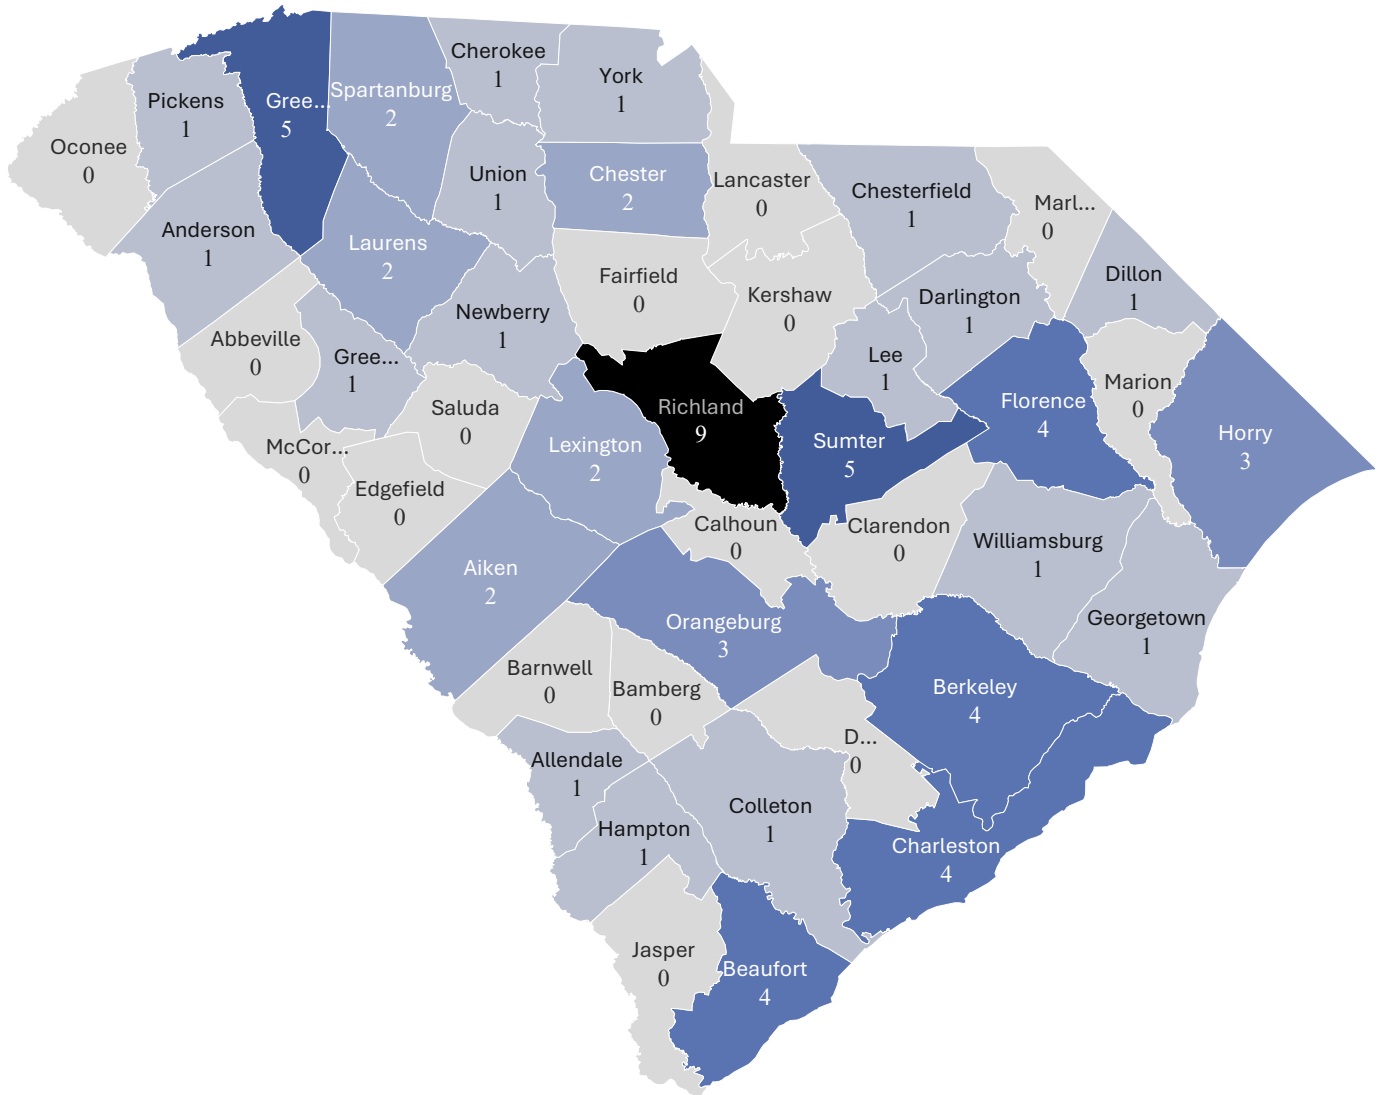 Cherokee
1
York
1
Spartanburg
2
Gree...
5
Pickens
1
Oconee
0
Union
1
Chester
2
Lancaster
0
Chesterfield
1
Marl...
0
Anderson
1
Laurens
2
Fairfield
0
Kershaw
0
Darlington
1
Dillon
1
Newberry
1
Abbeville
0
Gree...
1
Lee
1
Marion
0
Saluda
0
Richland
9
Florence
4
Horry
3
McCor...
0
Lexington
2
Sumter
5
Edgefield
0
Calhoun
0
Clarendon
0
Williamsburg
1
Aiken
2
Orangeburg
3
Georgetown
1
Barnwell
0
Bamberg
0
Berkeley
4
D...
0
Allendale
1
Colleton
1
Hampton
1
Charleston
4
Jasper
0
Beaufort
4